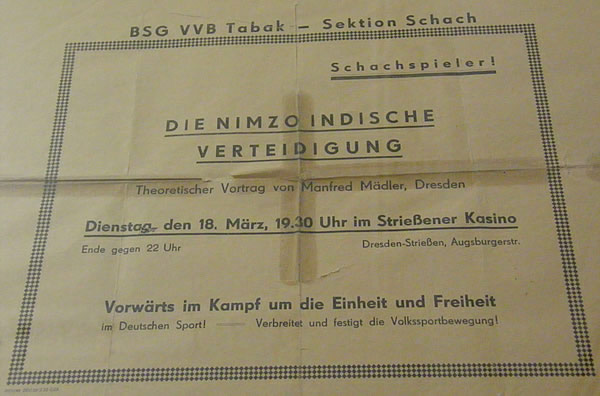 BSG VVB Tabak — Sektion Schach
Schachspieler!
DIE NIMZO INDISCHE
VERTEIDIGUNG
Theoretischer Vortrag von Manfred Mädler, Dresden
Dienstag, den 18. März, 19.30 Uhr im Strießener Kasino
Ende gegen 22 Uhr Dresden-Strießen, Augsburgerstr.
Vorwärts im Kampf um die Einheit und Freiheit
im Deutschen Sport! — Verbreitet und festigt die Volkssportbewegung!